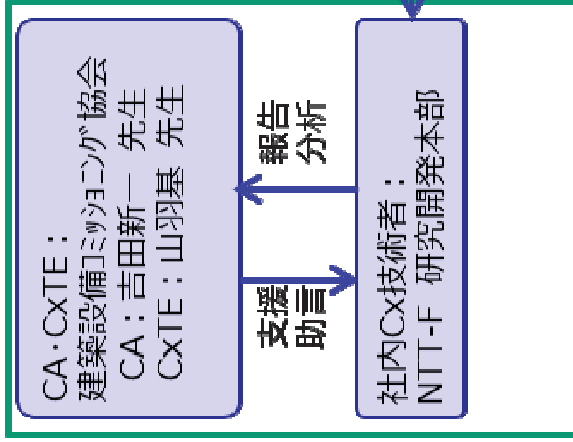 CA・CxTE：
建築設備コミッショニング協会
CA：吉田新一 先生
CxTE：山羽基 先生
報告
分析
支援
助言
社内Cx技術者：
NTT-F 研究開発本部